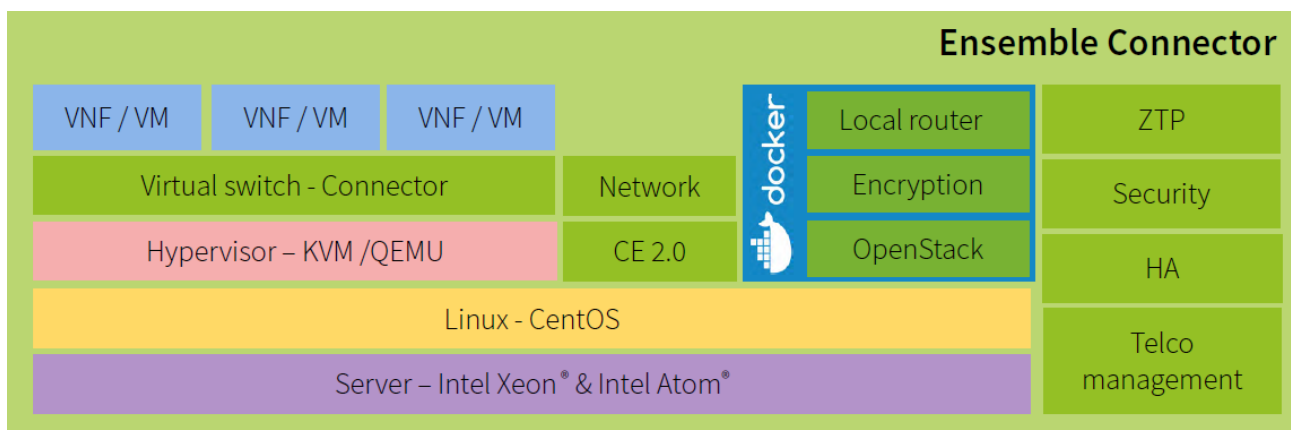 Ensemble Connector
VNF / VM
VNF / VM
VNF / VM
docker
Local router
ZTP
Virtual switch - Connector
Network
Encryption
Security
Hypervisor – KVM /QEMU
CE 2.0
OpenStack
HA
Linux - CentOS
Telco
management
Server – Intel Xeon® & Intel Atom®